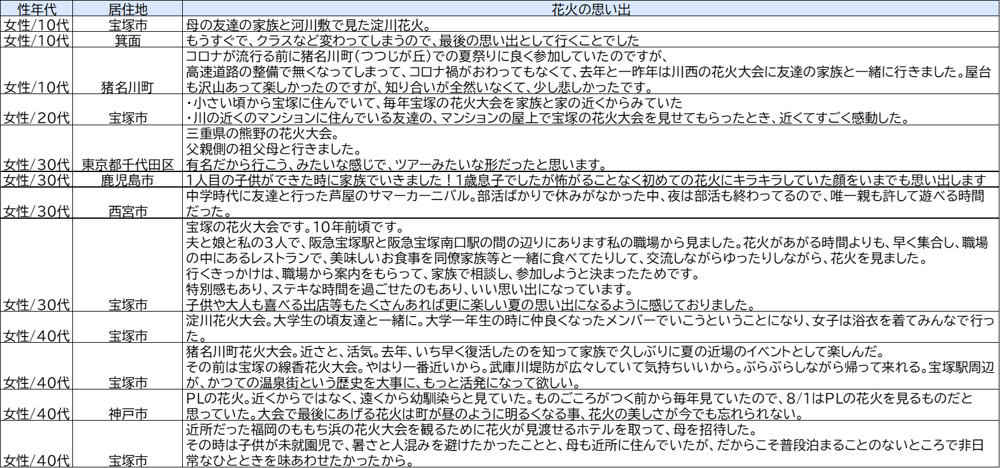 性年代 居住地 花火の思い出
女性/10代 宝塚市 母の友達の家族と河川敷で見た淀川花火。
女性/10代 箕面 もうすぐで、クラスなど変わってしまうので、最後の思い出として行くことでした
コロナが流行る前に猪名川町(つつじが丘)での夏祭りに良く参加していたのですが、
高速道路の整備で無くなってしまって、コロナ禍がおわってもなくて、去年と一昨年は川西の花火大会に友達の家族と一緒に行きました。屋台
女性/10代 猪名川町 も沢山あって楽しかったのですが、知り合いが全然いなくて、少し悲しかったです。
・小さい頃から宝塚に住んでいて、毎年宝塚の花火大会を家族と家の近くからみていた
女性/20代 宝塚市 ・川の近くのマンションに住んでいる友達の、マンションの屋上で宝塚の花火大会を見せてもらったとき、近くてすごく感動した。
三重県の熊野の花火大会。
父親側の祖父母と行きました。
女性/30代 東京都千代田区 有名だから行こう、みたいな感じで、ツアーみたいな形だったと思います。
女性/30代 鹿児島市 1人目の子供ができた時に家族でいきました！1歳息子でしたが怖がることなく初めての花火にキラキラしていた顔をいまでも思い出します
中学時代に友達と行った芦屋のサマーカーニバル。部活ばかりで休みがなかった中、夜は部活も終わってるので、唯一親も許して遊べる時間
女性/30代 西宮市 だった。
宝塚の花火大会です。10年前頃です。
夫と娘と私の3人で、阪急宝塚駅と阪急宝塚南口駅の間の辺りにあります私の職場から見ました。花火があがる時間よりも、早く集合し、職場
の中にあるレストランで、美味しいお食事を同僚家族等と一緒に食べてたりして、交流しながらゆったりしながら、花火を見ました。
行くきっかけは、職場から案内をもらって、家族で相談し、参加しようと決まったためです。
特別感もあり、ステキな時間を過ごせたのもあり、いい思い出になっています。
女性/30代 宝塚市 子供や大人も喜べる出店等もたくさんあれば更に楽しい夏の思い出になるように感じておりました。
淀川花火大会。大学生の頃友達と一緒に。大学一年生の時に仲良くなったメンバーでいこうということになり、女子は浴衣を着てみんなで行っ
女性/40代 宝塚市 た。
猪名川町花火大会。近さと、活気。去年、いち早く復活したのを知って家族で久しぶりに夏の近場のイベントとして楽しんだ。
その前は宝塚の線香花火大会。やはり一番近いから。武庫川堤防が広々していて気持ちいいから。ぶらぶらしながら帰って来れる。宝塚駅周辺
女性/40代 宝塚市 が、かつての温泉街という歴史を大事に、もっと活発になって欲しい。
PLの花火。近くからではなく、遠くから幼馴染らと見ていた。ものごころがつく前から毎年見ていたので、8/1はPLの花火を見るものだと
女性/40代 神戸市 思っていた。大会で最後にあげる花火は町が昼のように明るくなる事、花火の美しさが今でも忘れられない。
近所だった福岡のももち浜の花火大会を観るために花火が見渡せるホテルを取って、母を招待した。
その時は子供が未就園児で、暑さと人混みを避けたかったことと、母も近所に住んでいたが、だからこそ普段泊まることのないところで非日
女性/40代 宝塚市 常なひとときを味あわせたかったから。